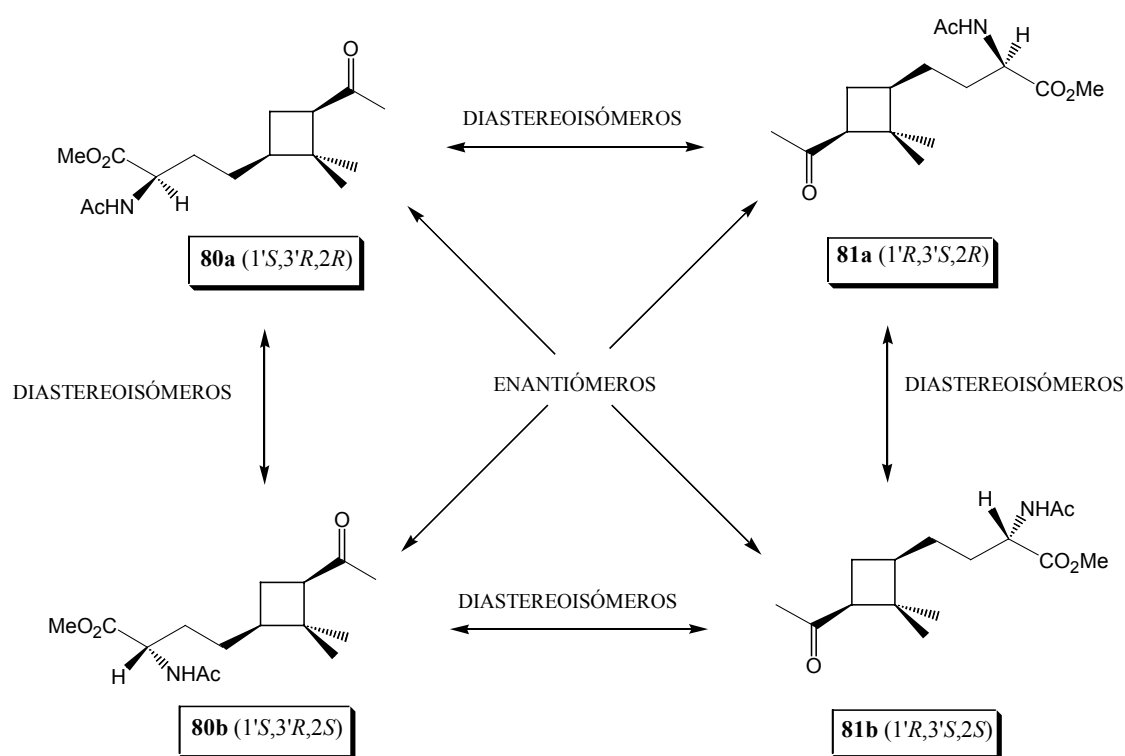 O
AcHN
H
CO2Me
DIASTEREOISÓMEROS
MeO2C
AcHN
H
O
80a (1'S,3'R,2R)
81a (1'R,3'S,2R)
DIASTEREOISÓMEROS
ENANTIÓMEROS
DIASTEREOISÓMEROS
O
H
NHAc
CO2Me
DIASTEREOISÓMEROS
MeO2C
H
NHAc
O
80b (1'S,3'R,2S)
81b (1'R,3'S,2S)